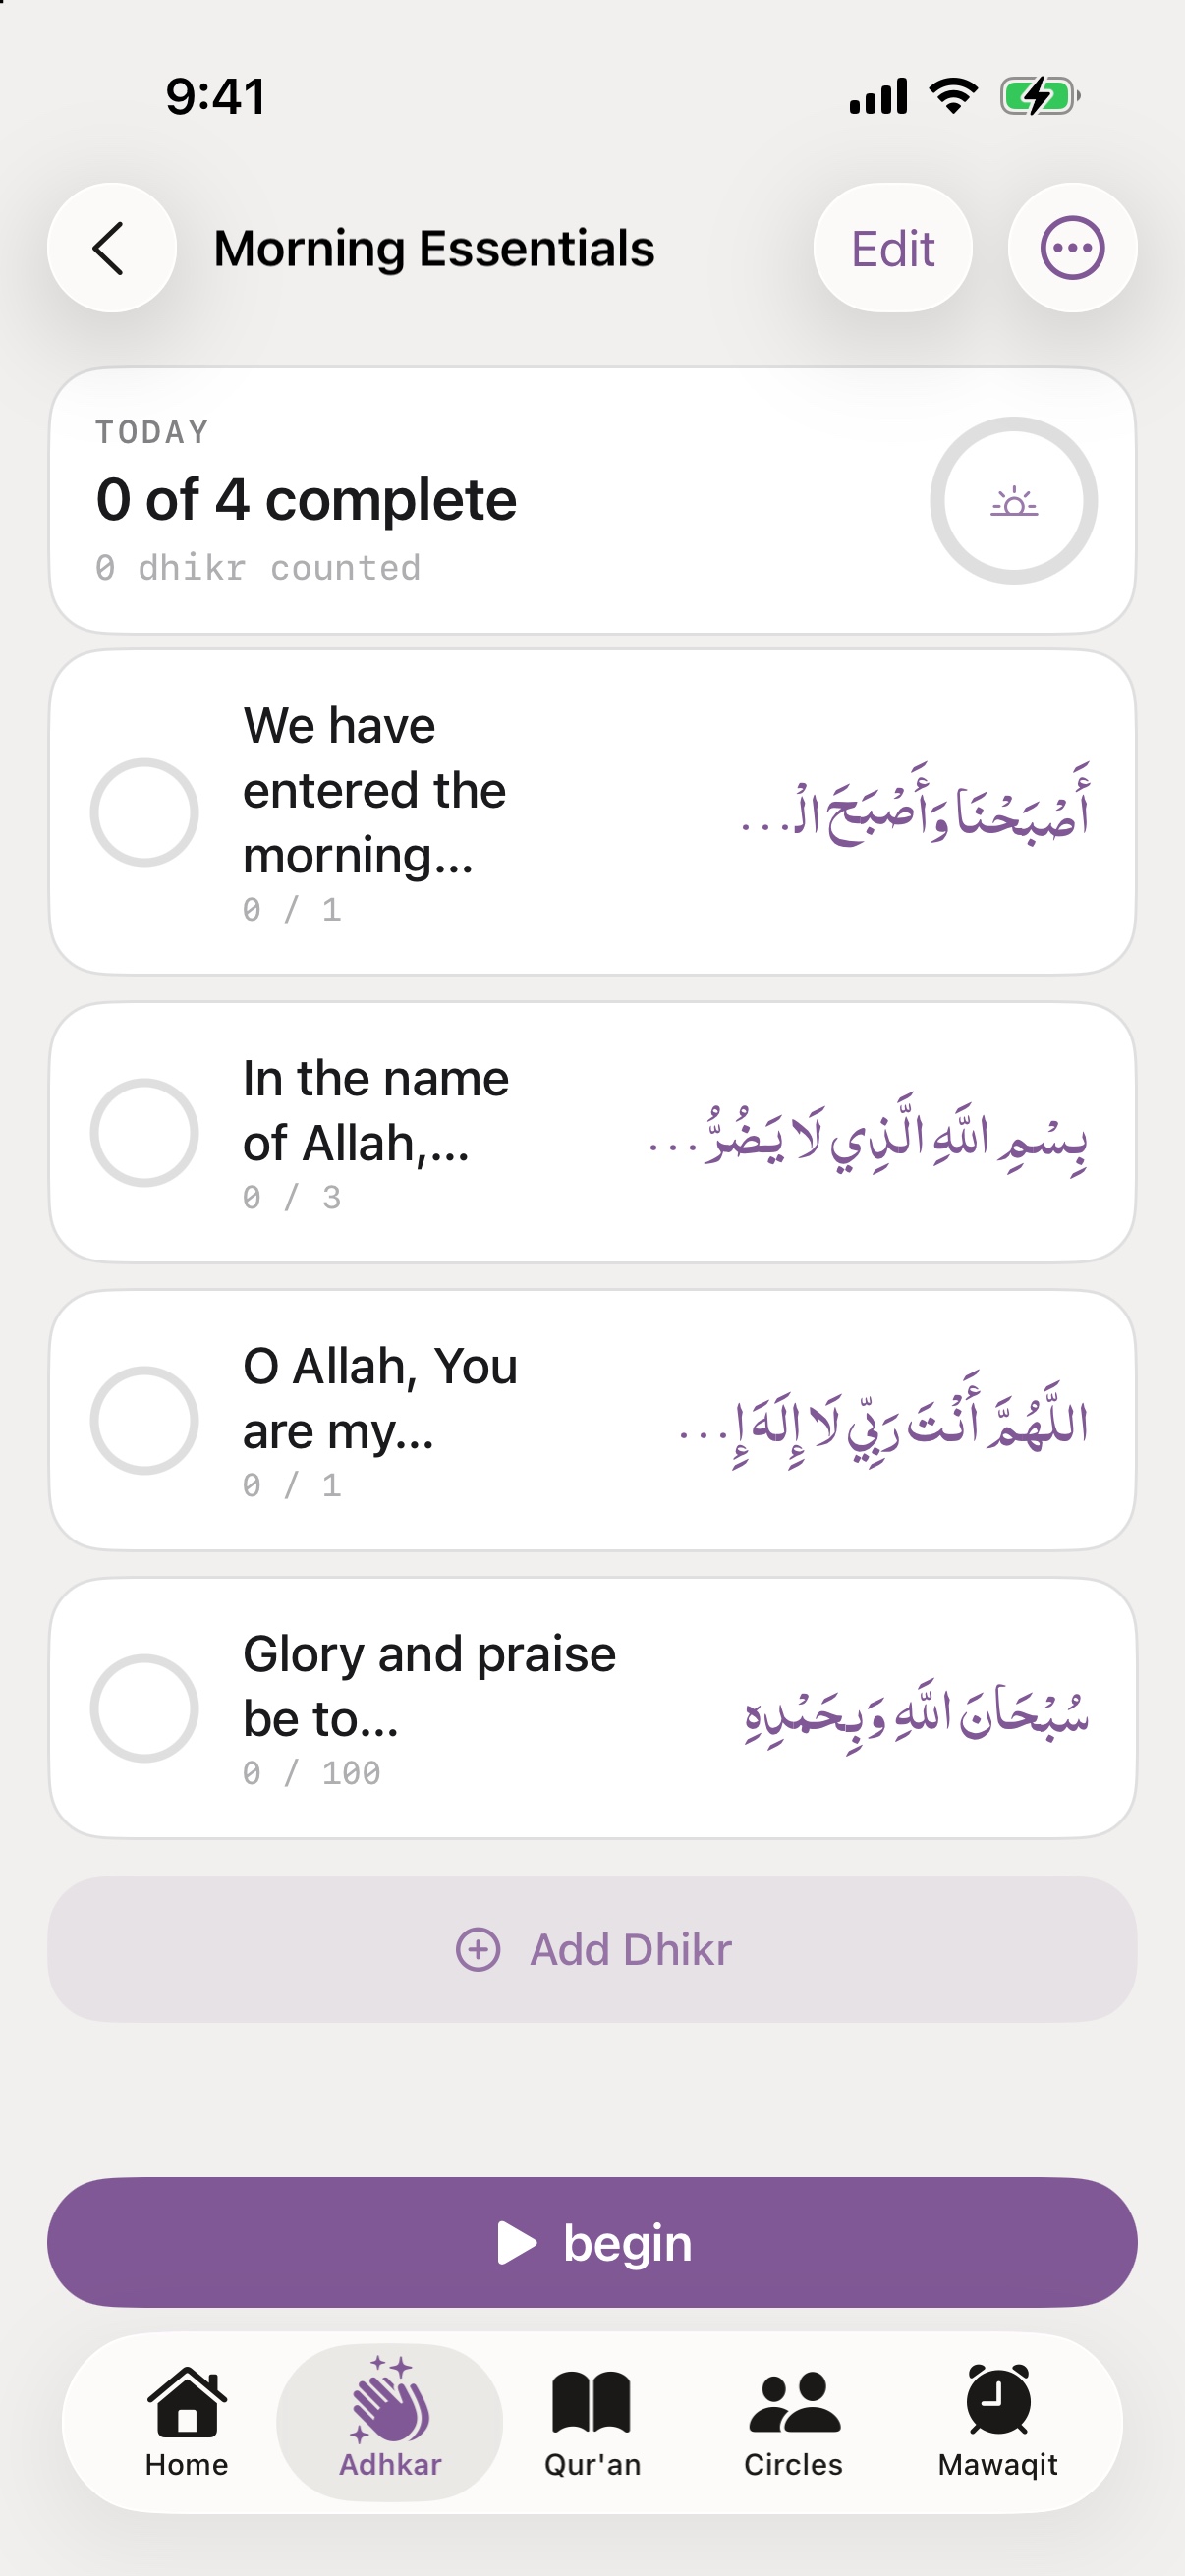 9:41
Morning Essentials
Edit
TODAY
0 of 4 complete
0 dhikr counted
We have
entered the
morning...
0 / 1
أَصْبَحْنَا وَأَصْبَحَ الْ...
In the name
of Allah,...
0 / 3
بِسْمِ اللَّهِ الَّذِي لَا يَضُرُّ...
O Allah, You
are my...
0 / 1
اللَّهُمَّ أَنْتَ رَبِّي لَا إِلَهَ إِ...
Glory and praise
be to...
0 / 100
سُبْحَانَ اللَّهِ وَبِحَمْدِهِ
Add Dhikr
begin
Home
Adhkar
Qur'an
Circles
Mawaqit